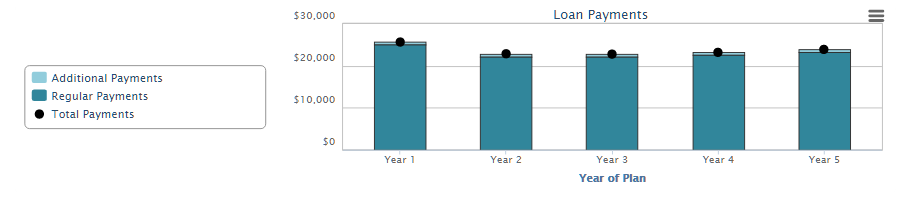 Loan Payments
$30,000
$20,000
$10,000
$0
Additional Payments
Regular Payments
Total Payments
Year 1 Year 2 Year 3 Year 4 Year 5
Year of Plan